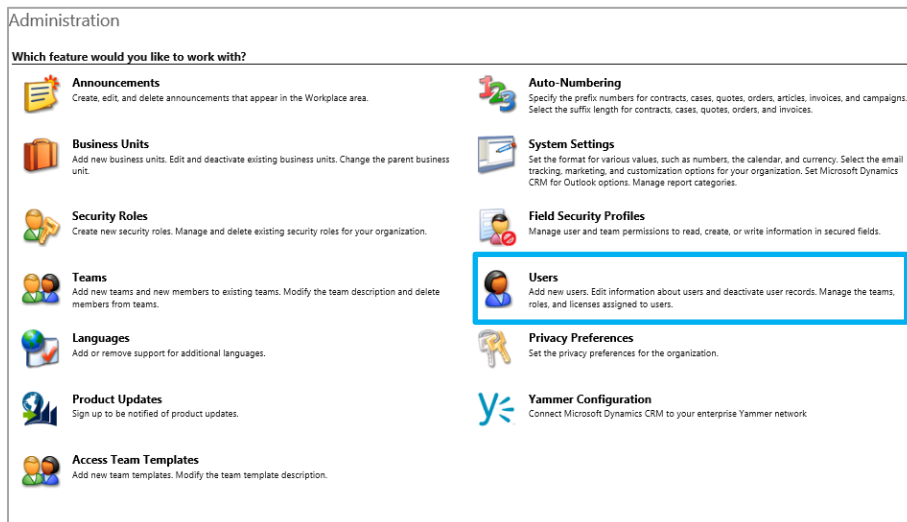 Administration
Which feature would you like to work with?
Announcements
Create, edit, and delete announcements that appear in the Workplace area.
Auto-Numbering
Specify the prefix numbers for contracts, cases, quotes, orders, articles, invoices, and campaigns.
Select the suffix length for contracts, cases, quotes, orders, and invoices.
Business Units
Add new business units. Edit and deactivate existing business units. Change the parent business
unit.
System Settings
Set the format for various values, such as numbers, the calendar, and currency. Select the email
tracking, marketing, and customization options for your organization. Set Microsoft Dynamics
CRM for Outlook options. Manage report categories.
Security Roles
Create new security roles. Manage and delete existing security roles for your organization.
Field Security Profiles
Manage user and team permissions to read, create, or write information in secured fields.
Teams
Add new teams and new members to existing teams. Modify the team description and delete
members from teams.
Users
Add new users. Edit information about users and deactivate user records. Manage the teams,
roles, and licenses assigned to users.
Languages
Add or remove support for additional languages.
Privacy Preferences
Set the privacy preferences for the organization.
Product Updates
Sign up to be notified of product updates.
Yammer Configuration
Connect Microsoft Dynamics CRM to your enterprise Yammer network
Access Team Templates
Add new team templates. Modify the team template description.